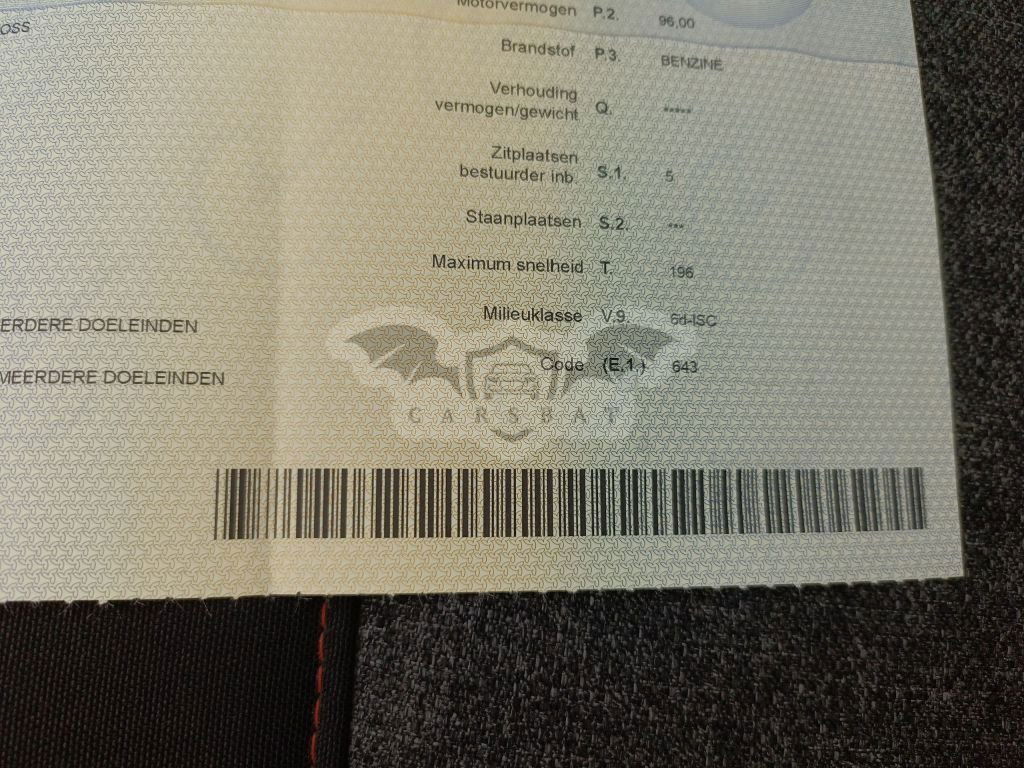 OSS
Motorvermogen P.2. 96,00
Brandstof P.3. BENZINE
Verhouding
vermogen/gewicht Q. *****
Zitplaatsen
bestuurder inb. S.1. 5
Staanplaatsen S.2. ***
Maximum snelheid T. 196
Milieuklasse V.9. 6d-ISC
ERDERE DOELEINDEN
Code (E.1.) 643
MEERDERE DOELEINDEN
CARSBAT